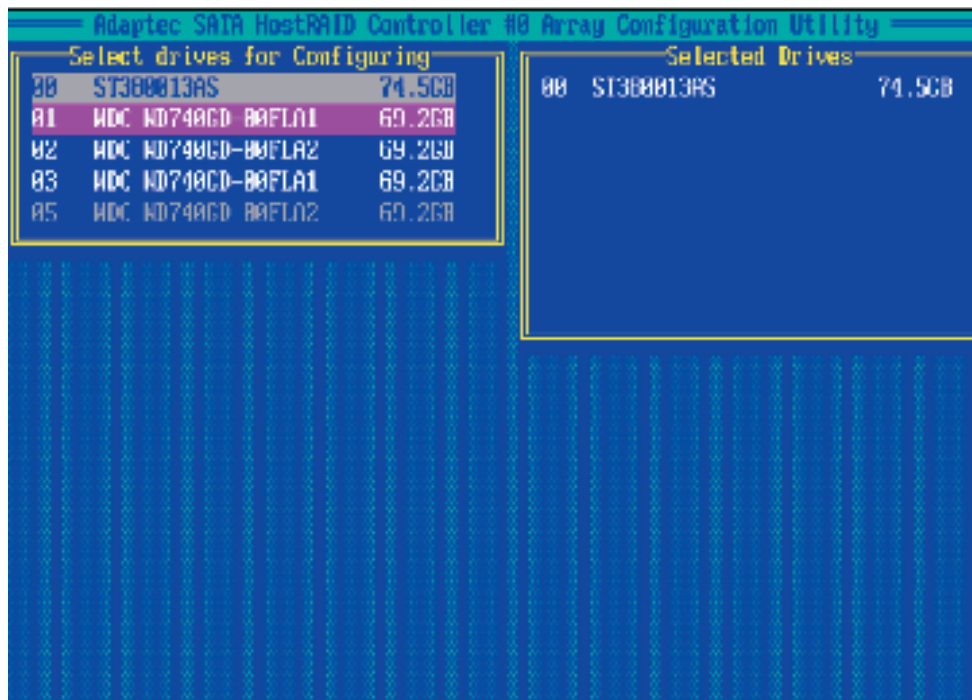 Adaptec SATA HostRAID Controller #0 Array Configuration Utility
Select drives for Configuring
00 ST380013AS 74.5GB
01 WDC WD740GD-00FLA1 69.2GB
02 WDC WD740GD-00FLA2 69.2GB
03 WDC WD740GD-00FLA1 69.2GB
05 WDC WD740GD-00FLA2 69.2GB
Selected Drives
00 ST380013AS 74.5GB